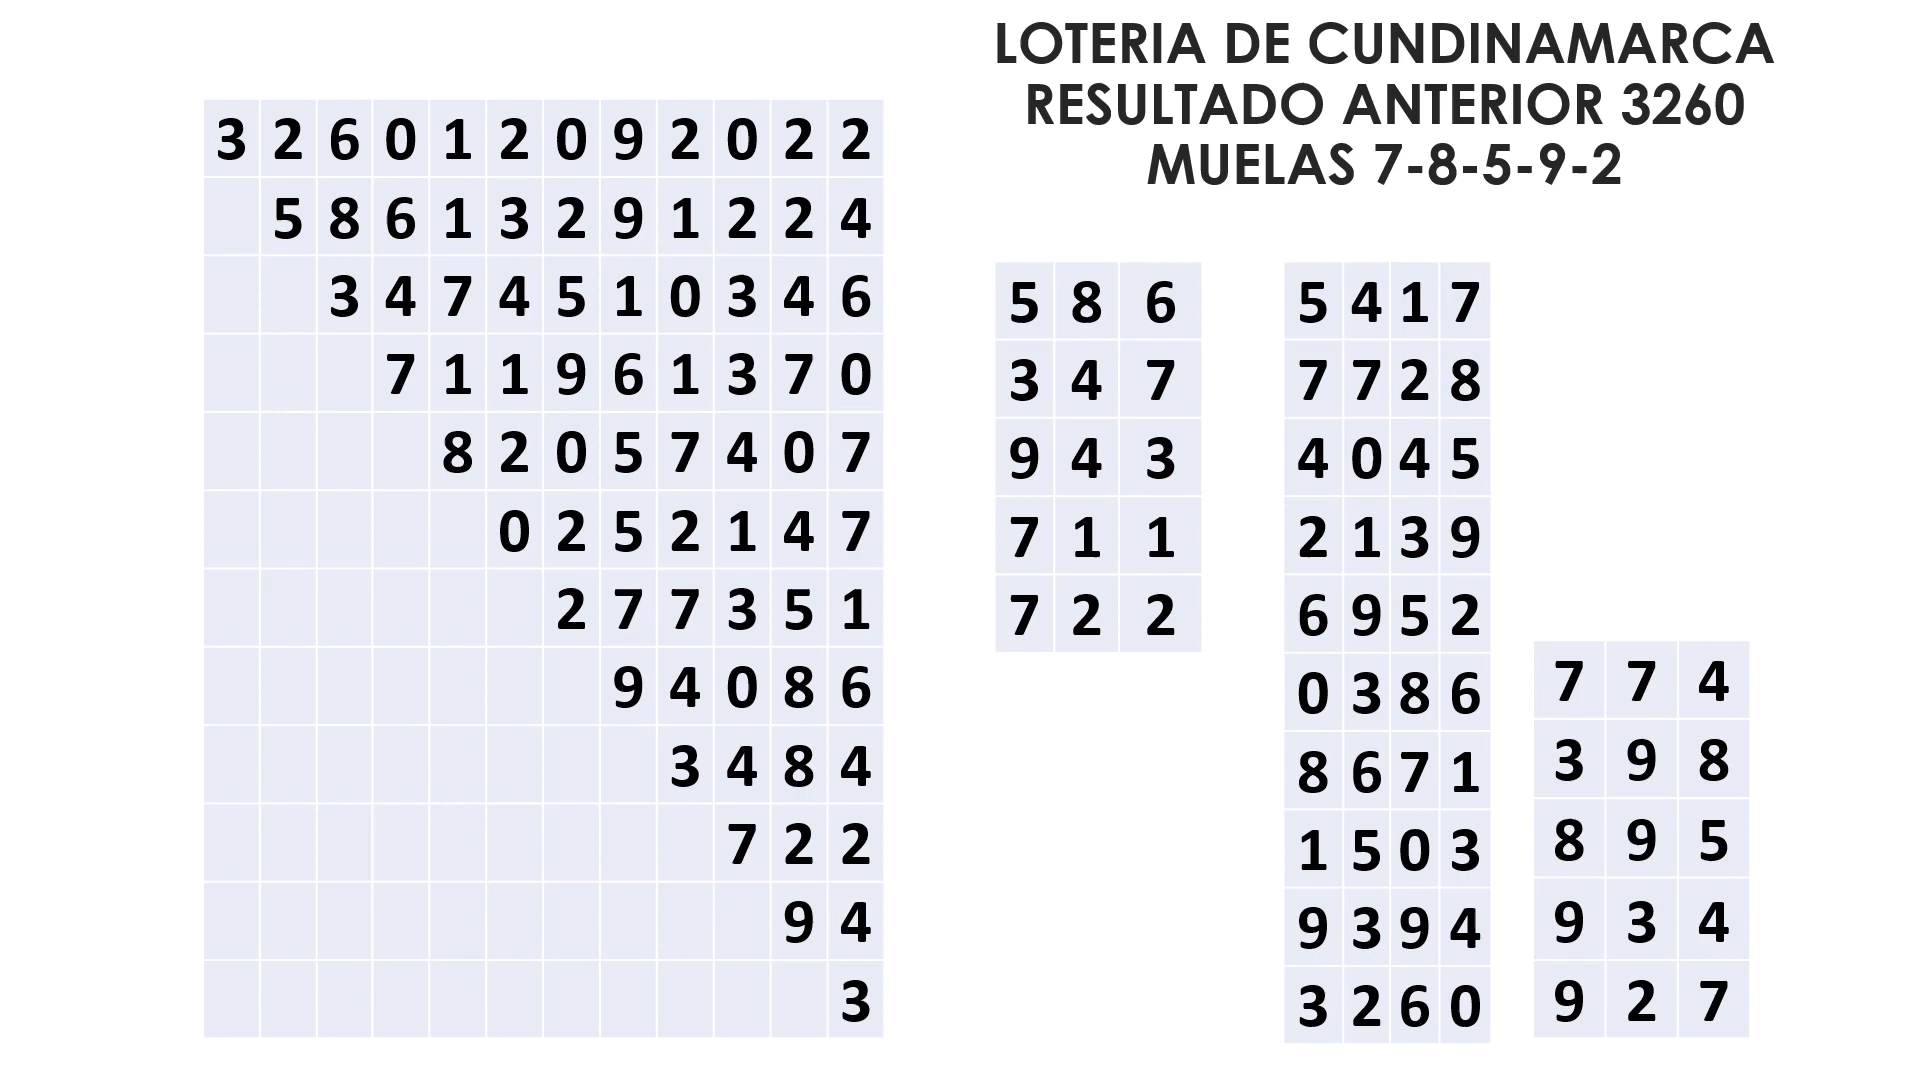 LOTERIA DE CUNDINAMARCA
RESULTADO ANTERIOR 3260
MUELAS 7-8-5-9-2
3 2 6 0 1 2 0 9 2 0 2 2
5 8 6 1 3 2 9 1 2 2 4
3 4 7 4 5 1 0 3 4 6
7 1 1 9 6 1 3 7 0
8 2 0 5 7 4 0 7
0 2 5 2 1 4 7
2 7 7 3 5 1
9 4 0 8 6
3 4 8 4
7 2 2
9 4
3
5 8 6
3 4 7
9 4 3
7 1 1
7 2 2
5 4 1 7
7 7 2 8
4 0 4 5
2 1 3 9
6 9 5 2
0 3 8 6
8 6 7 1
1 5 0 3
9 3 9 4
3 2 6 0
7 7 4
3 9 8
8 9 5
9 3 4
9 2 7